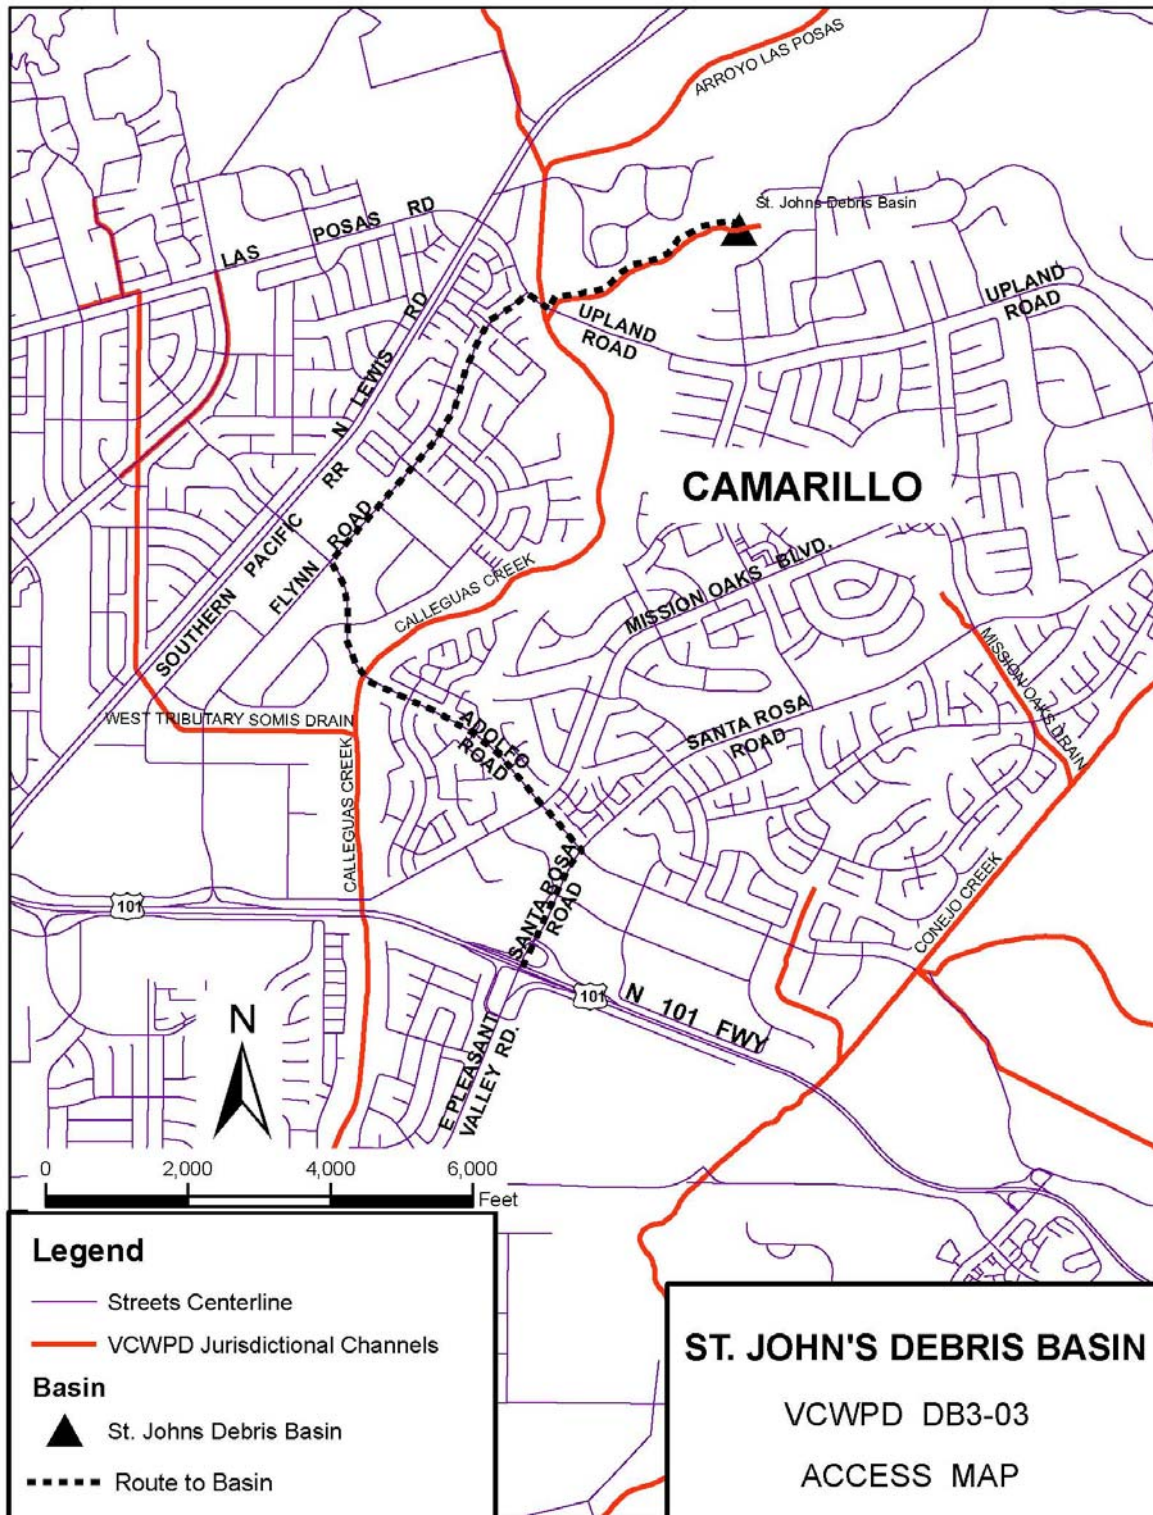 ARROYO LAS POSAS
St. Johns Debris Basin
LAS POSAS RD
N LEWIS RD
UPLAND
ROAD
UPLAND
ROAD
CAMARILLO
SOUTHERN PACIFIC RR
FLYNN ROAD
CALLEGUAS CREEK
MISSION OAKS BLVD.
MISSION OAKS DRAIN
SANTA ROSA
ROAD
WEST TRIBUTARY SOMIS DRAIN
ADOLFO
ROAD
CALLEGUAS CREEK
SANTA ROSA
ROAD
CONEJO CREEK
101
101
N 101 FWY
E PLEASANT
VALLEY RD.
N
0 2,000 4,000 6,000
Feet
Legend
Streets Centerline
VCWPD Jurisdictional Channels
Basin
St. Johns Debris Basin
Route to Basin
ST. JOHN'S DEBRIS BASIN
VCWPD DB3-03
ACCESS MAP